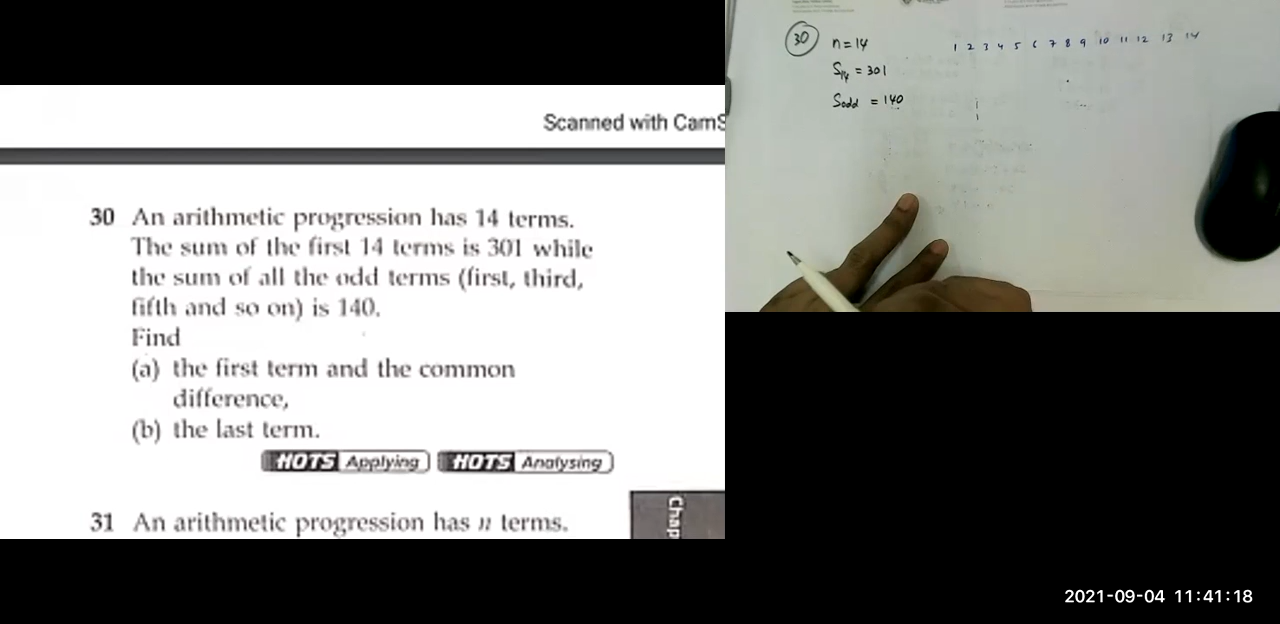 Scanned with CamS
30 An arithmetic progression has 14 terms.
The sum of the first 14 terms is 301 while
the sum of all the odd terms (first, third,
fifth and so on) is 140.
Find
(a) the first term and the common
difference,
(b) the last term.
HOTS Applying HOTS Analysing
31 An arithmetic progression has n terms.
Chap
30 n=14 1 2 3 4 5 6 7 8 9 10 11 12 13 14
S14 = 301
Sodd = 140
2021-09-04 11:41:18